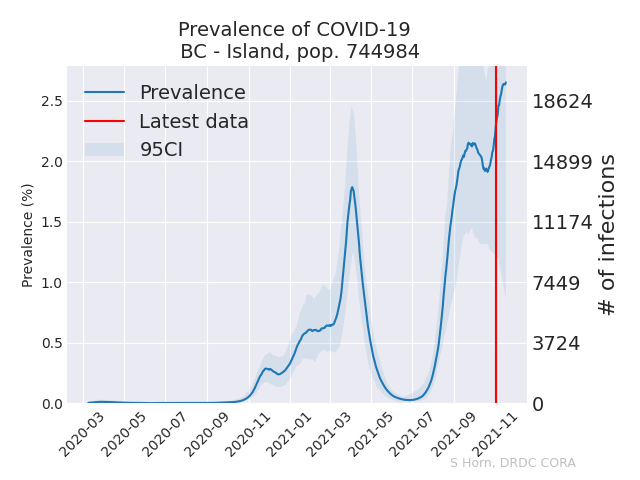 Prevalence of COVID-19
BC - Island, pop. 744984
Prevalence
Latest data
95CI
2.5
2.0
1.5
1.0
0.5
0.0
Prevalence (%)
18624
14899
11174
7449
3724
0
# of infections
2020-03
2020-05
2020-07
2020-09
2020-11
2021-01
2021-03
2021-05
2021-07
2021-09
2021-11
S Horn, DRDC CORA